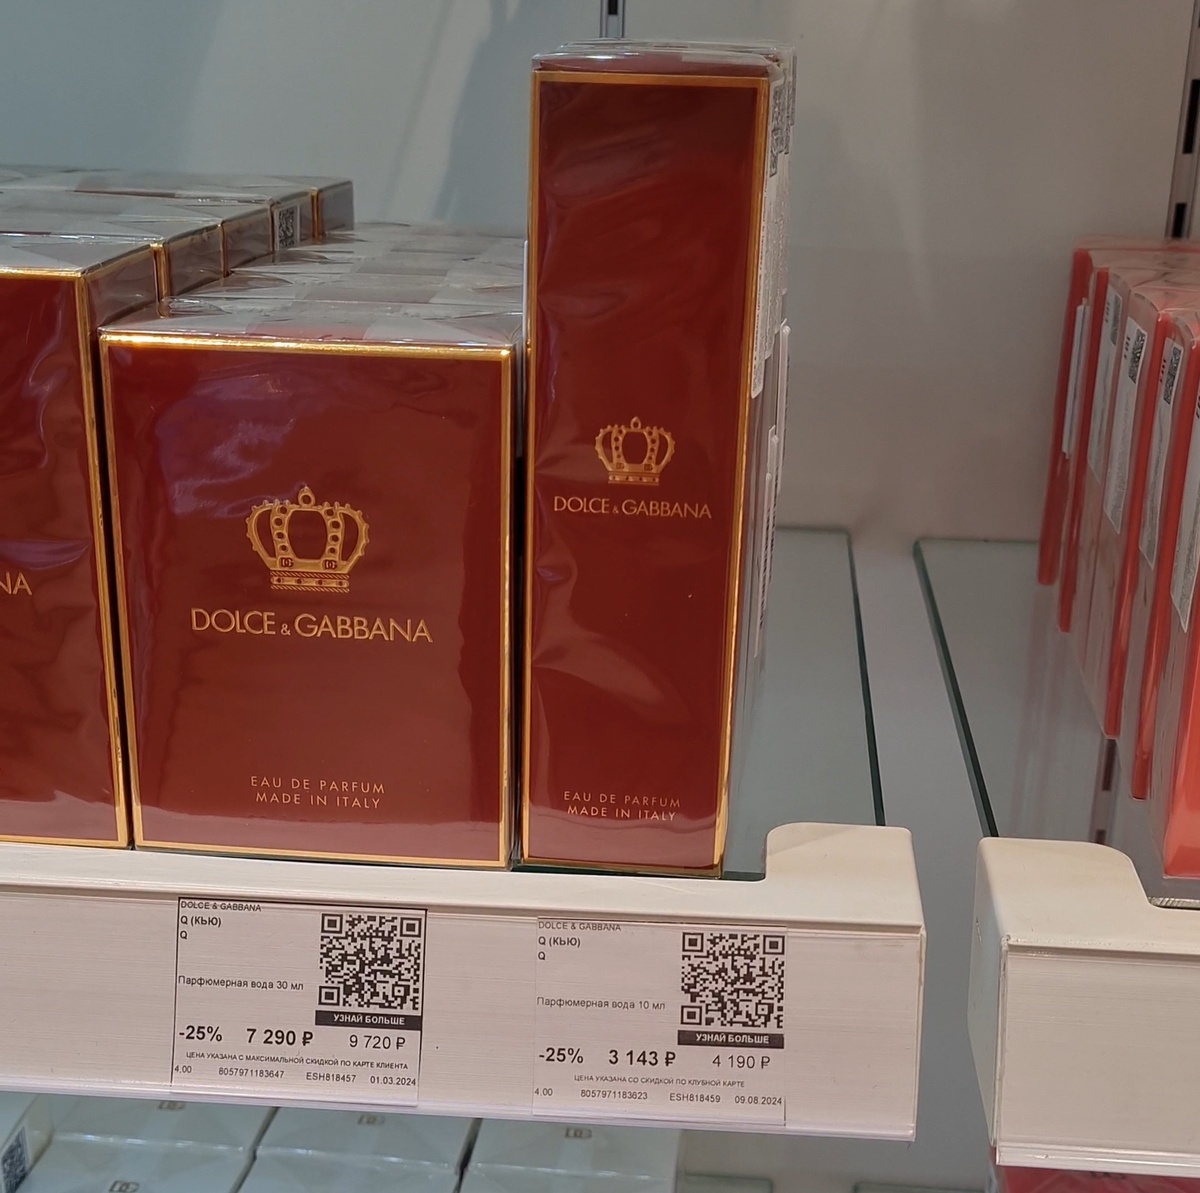 NA
DOLCE & GABBANA
EAU DE PARFUM
MADE IN ITALY
DOLCE & GABBANA
EAU DE PARFUM
MADE IN ITALY
DOLCE & GABBANA
Q (КЬЮ)
Q
Парфюмерная вода 30 мл
УЗНАЙ БОЛЬШЕ
-25% 7 290 ₽ 9 720 ₽
ЦЕНА УКАЗАНА С МАКСИМАЛЬНОЙ СКИДКОЙ ПО КАРТЕ КЛИЕНТА
4.00 8057971183647 ESH818457 01.03.2024
DOLCE & GABBANA
Q (КЬЮ)
Q
Парфюмерная вода 10 мл
УЗНАЙ БОЛЬШЕ
-25% 3 143 ₽ 4 190 ₽
ЦЕНА УКАЗАНА СО СКИДКОЙ ПО КЛУБНОЙ КАРТЕ
4.00 8057971183623 ESH818459 09.08.2024